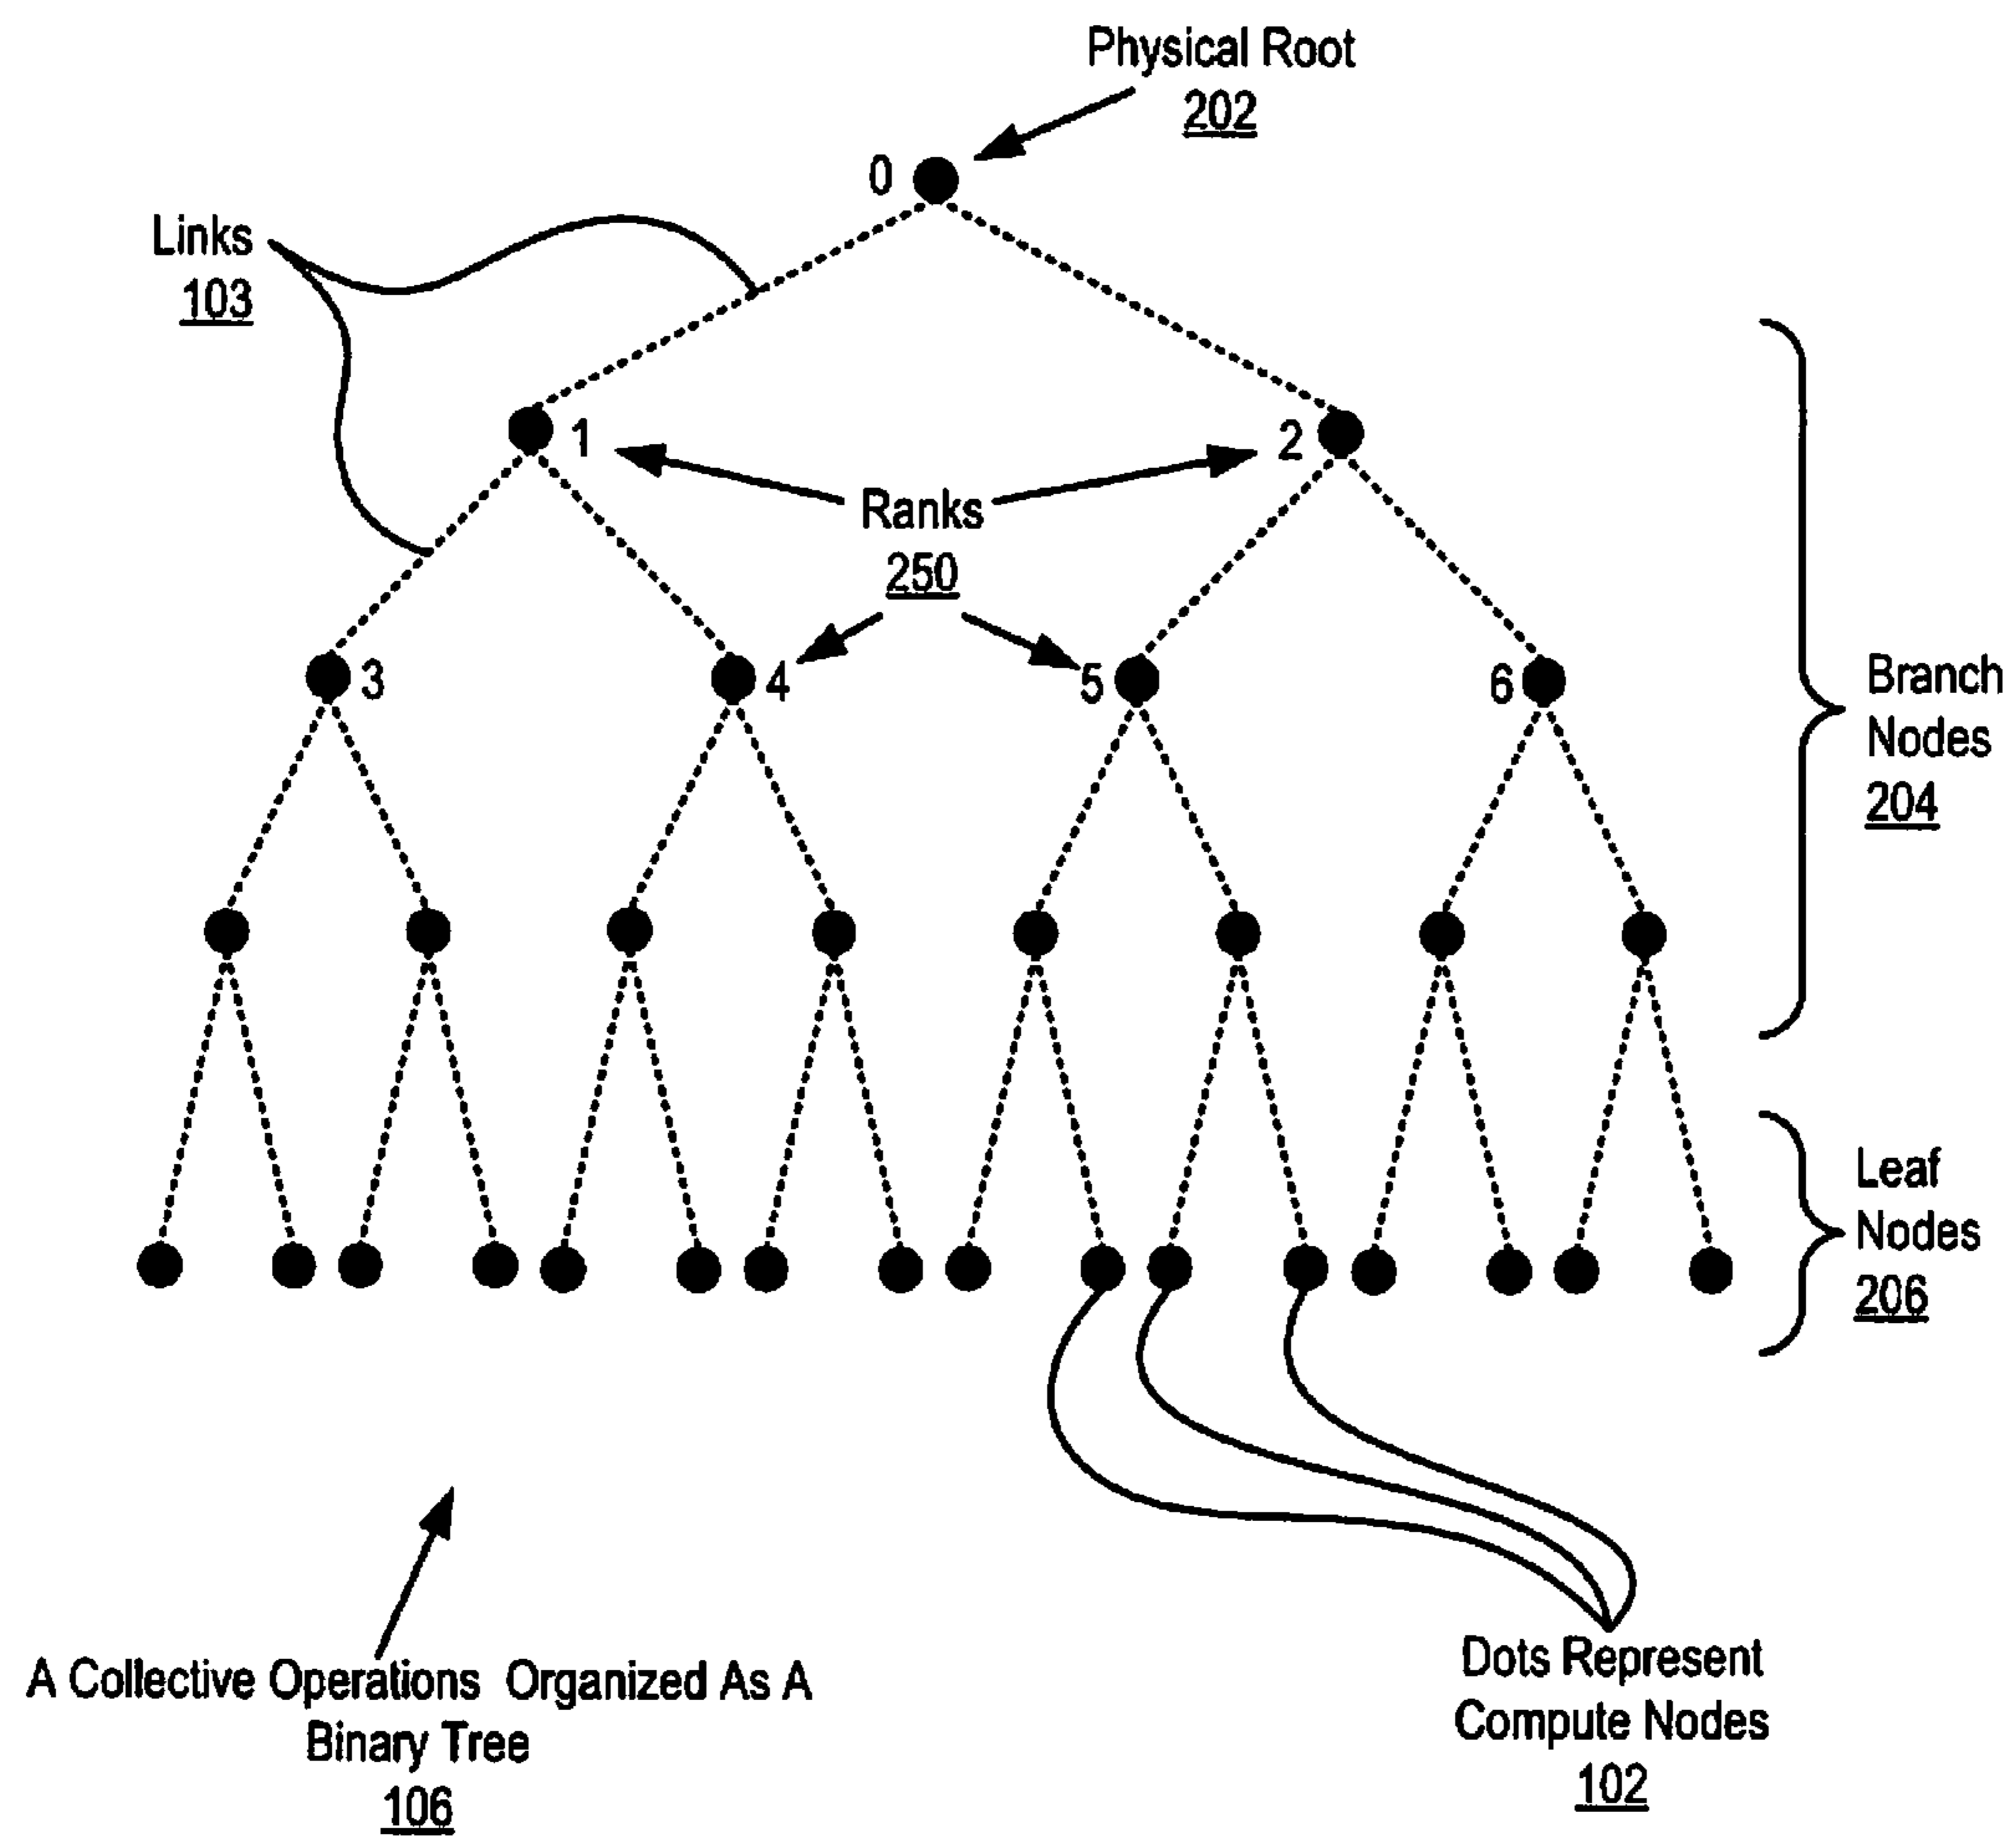 Physical Root
202
0
Links
103
1
2
Ranks
250
3
4
5
6
Branch
Nodes
204
Leaf
Nodes
206
A Collective Operations Organized As A
Binary Tree
106
Dots Represent
Compute Nodes
102